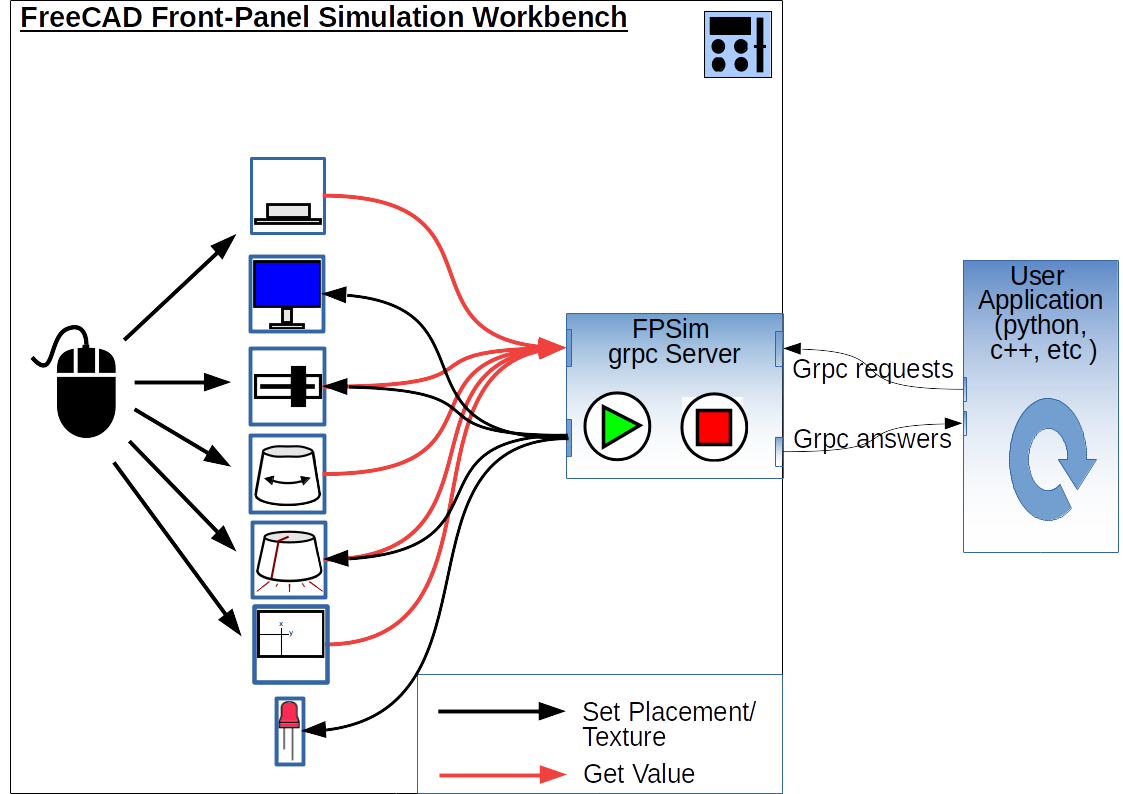 FreeCAD Front-Panel Simulation Workbench
FPSim
grpc Server
User
Application
(python,
c++, etc )
Grpc requests
Grpc answers
x
y
Set Placement/
Texture
Get Value